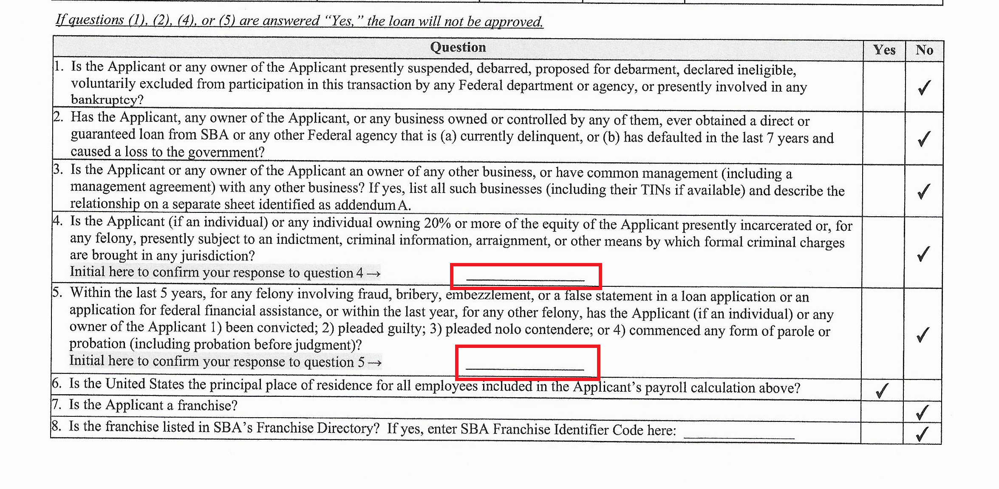 If questions (1), (2), (4), or (5) are answered “Yes,” the loan will not be approved.
Question Yes No
1. Is the Applicant or any owner of the Applicant presently suspended, debarred, proposed for debarment, declared ineligible,
voluntarily excluded from participation in this transaction by any Federal department or agency, or presently involved in any
bankruptcy?
✓
2. Has the Applicant, any owner of the Applicant, or any business owned or controlled by any of them, ever obtained a direct or
guaranteed loan from SBA or any other Federal agency that is (a) currently delinquent, or (b) has defaulted in the last 7 years and
caused a loss to the government?
✓
3. Is the Applicant or any owner of the Applicant an owner of any other business, or have common management (including a
management agreement) with any other business? If yes, list all such businesses (including their TINs if available) and describe the
relationship on a separate sheet identified as addendum A.
✓
4. Is the Applicant (if an individual) or any individual owning 20% or more of the equity of the Applicant presently incarcerated or, for
any felony, presently subject to an indictment, criminal information, arraignment, or other means by which formal criminal charges
are brought in any jurisdiction?
Initial here to confirm your response to question 4 →
✓
5. Within the last 5 years, for any felony involving fraud, bribery, embezzlement, or a false statement in a loan application or an
application for federal financial assistance, or within the last year, for any other felony, has the Applicant (if an individual) or any
owner of the Applicant 1) been convicted; 2) pleaded guilty; 3) pleaded nolo contendere; or 4) commenced any form of parole or
probation (including probation before judgment)?
Initial here to confirm your response to question 5 →
✓
6. Is the United States the principal place of residence for all employees included in the Applicant’s payroll calculation above? ✓
7. Is the Applicant a franchise? ✓
8. Is the franchise listed in SBA’s Franchise Directory? If yes, enter SBA Franchise Identifier Code here: ✓